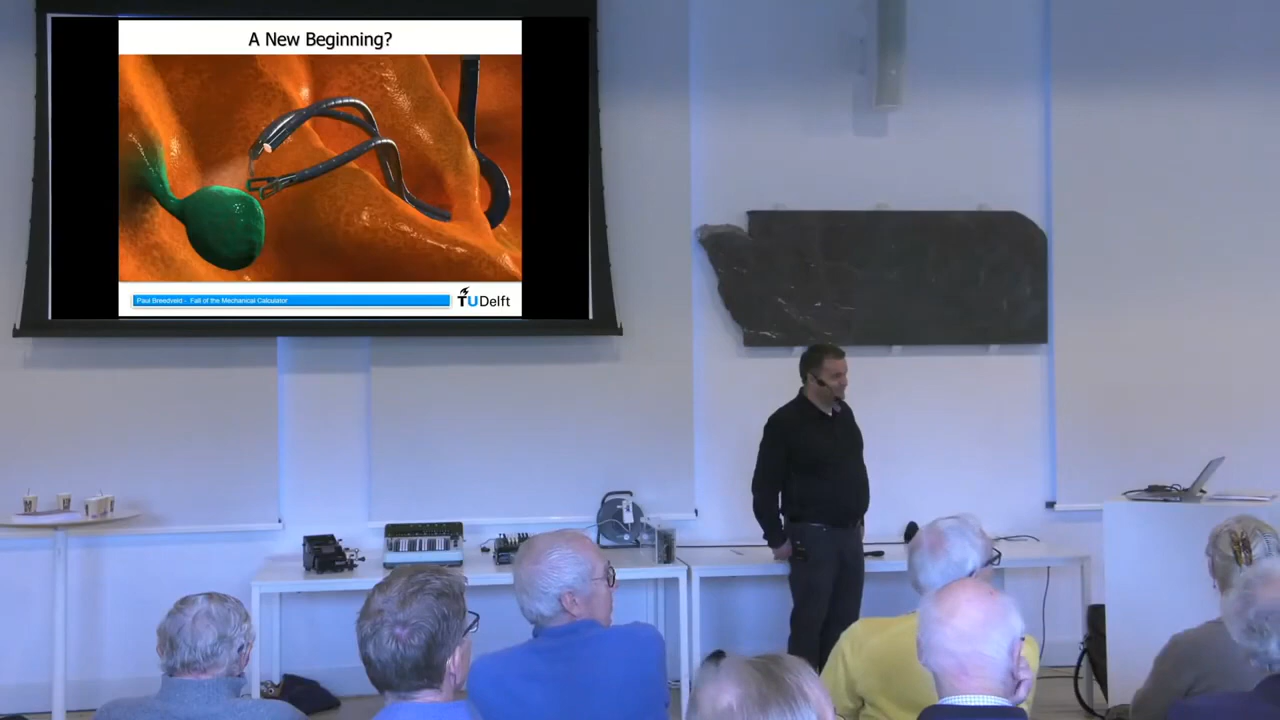 A New Beginning?
Paul Breedveld - Fall of the Mechanical Calculator
TUDelft